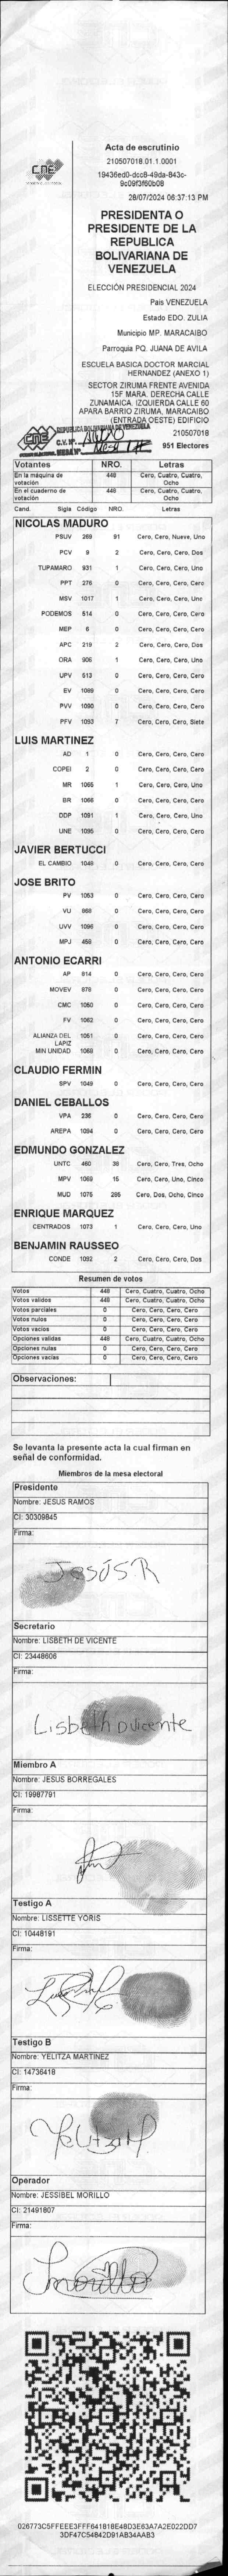 CNE
Acta de escrutinio
210507018.01.1.0001
28/07/2024 06:37:13 PM
PRESIDENTA O
PRESIDENTE DE LA
REPUBLICA
BOLIVARIANA DE
VENEZUELA
ELECCIÓN PRESIDENCIAL 2024
Pais VENEZUELA
Estado EDO. ZULIA
Municipio MP. MARACAIBO
Parroquia PQ. JUANA DE AVILA
ESCUELA BASICA DOCTOR MARCIAL
HERNANDEZ (ANEXO 1)
SECTOR ZIRUMA FRENTE AVENIDA
15F MARA. DERECHA CALLE
ZUNAMAICA. IZQUIERDA CALLE 60
APARA BARRIO ZIRUMA, MARACAIBO
(ENTRADA OESTE) EDIFICIO
210507018
951 Electores
REPUBLICA BOLIVARIANA DE VENEZUELA
CNE C.V. Nº
MESA Nº
Votantes NRO. Letras
En la máquina de votación 448 Cero, Cuatro, Cuatro, Ocho
En el cuaderno de votación 448 Cero, Cuatro, Cuatro, Ocho
Cand. Sigla Código NRO. Letras
NICOLAS MADURO
PSUV 269 91 Cero, Cero, Nueve, Uno
PCV 9 2 Cero, Cero, Cero, Dos
TUPAMARO 931 1 Cero, Cero, Cero, Uno
PPT 276 0 Cero, Cero, Cero, Cero
MSV 1017 1 Cero, Cero, Cero, Uno
PODEMOS 514 0 Cero, Cero, Cero, Cero
MEP 6 0 Cero, Cero, Cero, Cero
APC 219 2 Cero, Cero, Cero, Dos
ORA 906 1 Cero, Cero, Cero, Uno
UPV 513 0 Cero, Cero, Cero, Cero
EV 1089 0 Cero, Cero, Cero, Cero
PVV 1090 0 Cero, Cero, Cero, Cero
PFV 1093 7 Cero, Cero, Cero, Siete
LUIS MARTINEZ
AD 1 0 Cero, Cero, Cero, Cero
COPEI 2 0 Cero, Cero, Cero, Cero
MR 1065 1 Cero, Cero, Cero, Uno
BR 1066 0 Cero, Cero, Cero, Cero
DDP 1091 1 Cero, Cero, Cero, Uno
UNE 1095 0 Cero, Cero, Cero, Cero
JAVIER BERTUCCI
EL CAMBIO 1048 0 Cero, Cero, Cero, Cero
JOSE BRITO
PV 1053 0 Cero, Cero, Cero, Cero
VU 868 0 Cero, Cero, Cero, Cero
UVV 1096 0 Cero, Cero, Cero, Cero
MPJ 458 0 Cero, Cero, Cero, Cero
ANTONIO ECARRI
AP 814 0 Cero, Cero, Cero, Cero
MOVEV 878 0 Cero, Cero, Cero, Cero
CMC 1050 0 Cero, Cero, Cero, Cero
FV 1062 0 Cero, Cero, Cero, Cero
ALIANZA DEL LAPIZ 1051 0 Cero, Cero, Cero, Cero
MIN UNIDAD 1068 0 Cero, Cero, Cero, Cero
CLAUDIO FERMIN
SPV 1049 0 Cero, Cero, Cero, Cero
DANIEL CEBALLOS
VPA 236 0 Cero, Cero, Cero, Cero
AREPA 1094 0 Cero, Cero, Cero, Cero
EDMUNDO GONZALEZ
UNTC 460 38 Cero, Cero, Tres, Ocho
MPV 1069 15 Cero, Cero, Uno, Cinco
MUD 1075 285 Cero, Dos, Ocho, Cinco
ENRIQUE MARQUEZ
CENTRADOS 1073 1 Cero, Cero, Cero, Uno
BENJAMIN RAUSSEO
CONDE 1092 2 Cero, Cero, Cero, Dos
Resumen de votos
Votos 448 Cero, Cuatro, Cuatro, Ocho
Votos validos 448 Cero, Cuatro, Cuatro, Ocho
Votos parciales 0 Cero, Cero, Cero, Cero
Votos nulos 0 Cero, Cero, Cero, Cero
Votos vacios 0 Cero, Cero, Cero, Cero
Opciones validas 448 Cero, Cuatro, Cuatro, Ocho
Opciones nulas 0 Cero, Cero, Cero, Cero
Opciones vacias 0 Cero, Cero, Cero, Cero
Observaciones:
Se levanta la presente acta la cual firman en
señal de conformidad.
Miembros de la mesa electoral
Presidente
Nombre: JESUS RAMOS
CI: 30309845
Firma:
JesúS R
Secretario
Nombre: LISBETH DE VICENTE
CI: 23448606
Firma:
Lisbeth Dvicente
Miembro A
Nombre: JESUS BORREGALES
CI: 19987791
Firma:
Testigo A
Nombre: LISSETTE YORIS
CI: 10448191
Firma:
Testigo B
Nombre: YELITZA MARTINEZ
CI: 14736418
Firma:
Operador
Nombre: JESSIBEL MORILLO
CI: 21491807
Firma:
026773C5FFEEE3FFF641818E48D3E63A7A2E022DD7
3DF47C54842D91AB34AAB3